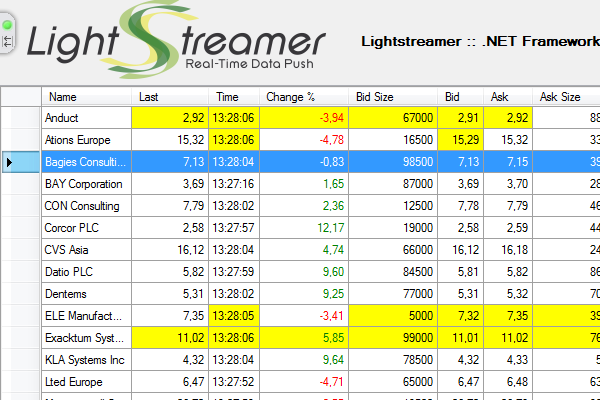 LightStreamer
Real-Time Data Push
Lightstreamer :: .NET Framework
Name Last Time Change % Bid Size Bid Ask Ask Size
Anduct 2,92 13:28:06 -3,94 67000 2,91 2,92 88
Ations Europe 15,32 13:28:06 -4,78 16500 15,29 15,32 33
Bagies Consulti... 7,13 13:28:04 -0,83 98500 7,13 7,15 39
BAY Corporation 3,69 13:27:16 1,65 87000 3,69 3,70 28
CON Consulting 7,79 13:28:02 2,36 12500 7,78 7,79 46
Corcor PLC 2,58 13:27:57 12,17 19000 2,58 2,59 44
CVS Asia 16,12 13:28:04 4,74 66000 16,12 16,18 24
Datio PLC 5,82 13:27:59 9,60 84500 5,81 5,82 86
Dentems 5,31 13:28:02 9,25 77000 5,31 5,32 70
ELE Manufact... 7,35 13:28:05 -3,41 5000 7,32 7,35 39
Exacktum Syst... 11,02 13:28:06 5,85 99000 11,01 11,02 76
KLA Systems Inc 4,32 13:28:04 9,64 78500 4,32 4,33 5
Lted Europe 6,47 13:27:52 -4,71 65000 6,47 6,48 63